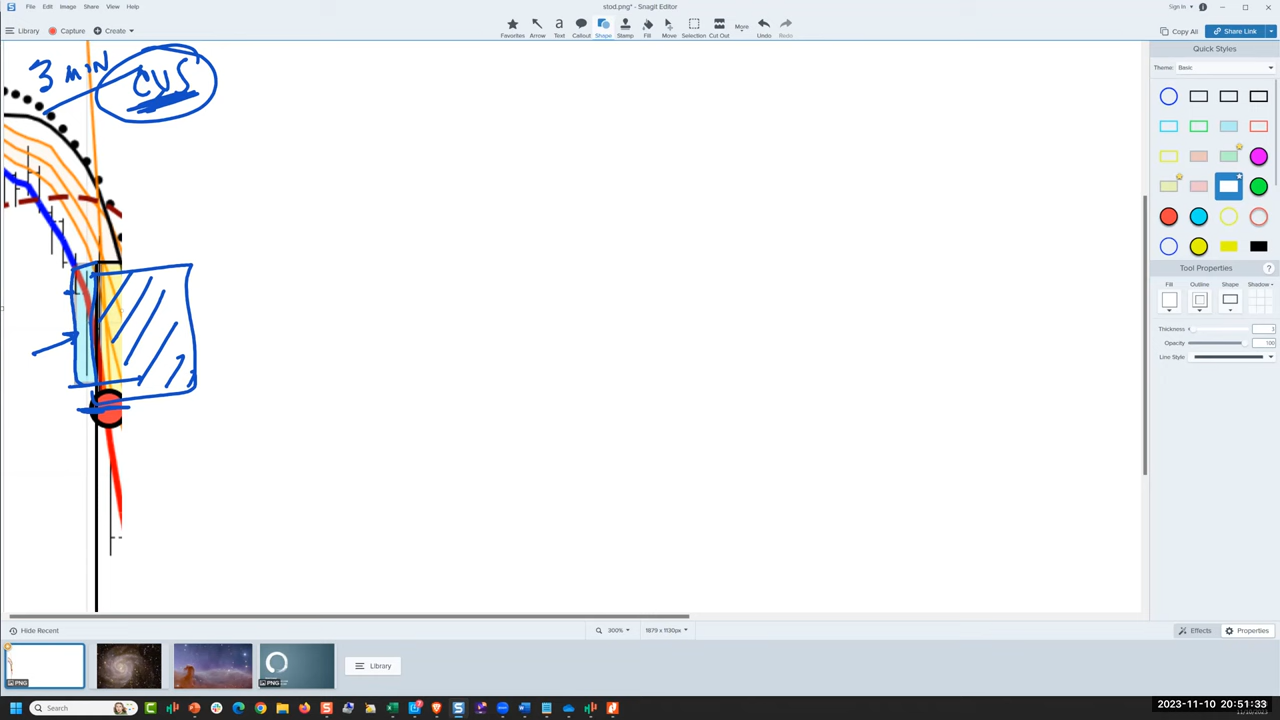 File Edit Image Share View Help
stod.png* - Snagit Editor
Sign In
Library Capture Create
Favorites Arrow Text Callout Shape Stamp Fill Move Selection Cut Out More Undo Redo
Copy All Share Link
3 MIN CVS
Quick Styles
Theme: Basic
Tool Properties
Fill Outline Shape Shadow
Thickness 3
Opacity 100
Line Style
Hide Recent
300% 1879 x 1130px
Effects Properties
PNG
PNG
Library
Search
2023-11-10 20:51:33